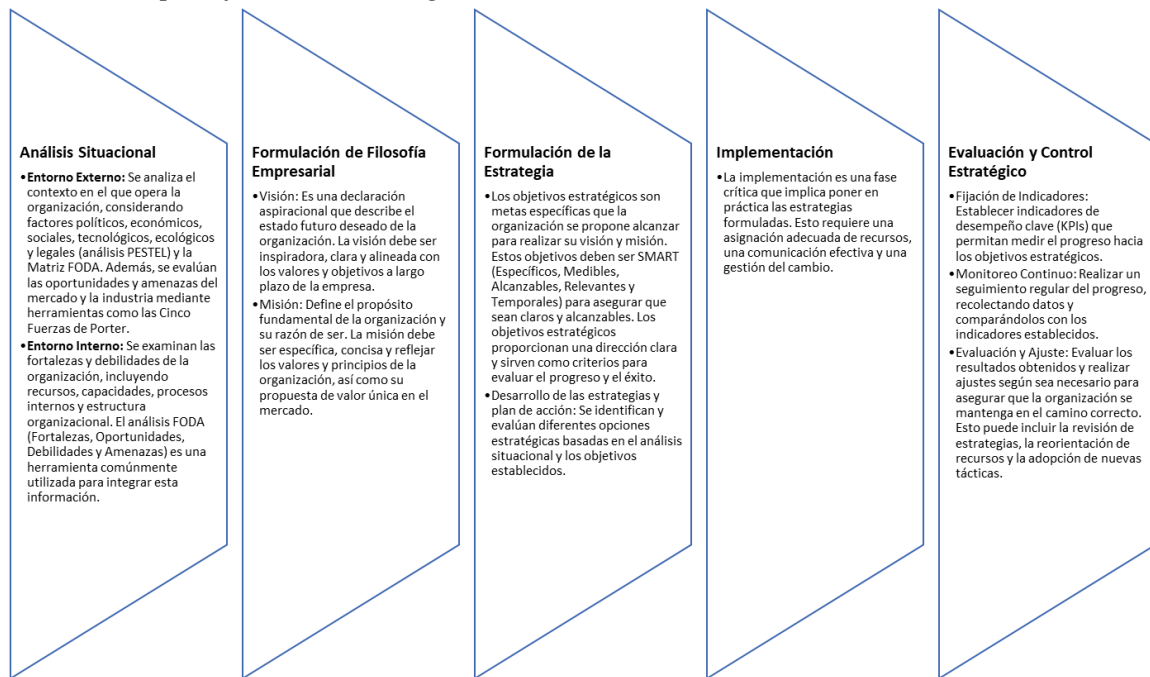 Análisis Situacional
•Entorno Externo: Se analiza el
contexto en el que opera la
organización, considerando
factores políticos, económicos,
sociales, tecnológicos, ecológicos
y legales (análisis PESTEL) y la
Matriz FODA. Además, se evalúan
las oportunidades y amenazas del
mercado y la industria mediante
herramientas como las Cinco
Fuerzas de Porter.
•Entorno Interno: Se examinan las
fortalezas y debilidades de la
organización, incluyendo
recursos, capacidades, procesos
internos y estructura
organizacional. El análisis FODA
(Fortalezas, Oportunidades,
Debilidades y Amenazas) es una
herramienta comúnmente
utilizada para integrar esta
información.
Formulación de Filosofía
Empresarial
•Visión: Es una declaración
aspiracional que describe el
estado futuro deseado de la
organización. La visión debe ser
inspiradora, clara y alineada con
los valores y objetivos a largo
plazo de la empresa.
•Misión: Define el propósito
fundamental de la organización y
su razón de ser. La misión debe
ser específica, concisa y reflejar
los valores y principios de la
organización, así como su
propuesta de valor única en el
mercado.
Formulación de la
Estrategia
•Los objetivos estratégicos son
metas específicas que la
organización se propone alcanzar
para realizar su visión y misión.
Estos objetivos deben ser SMART
(Específicos, Medibles,
Alcanzables, Relevantes y
Temporales) para asegurar que
sean claros y alcanzables. Los
objetivos estratégicos
proporcionan una dirección clara
y sirven como criterios para
evaluar el progreso y el éxito.
•Desarrollo de las estrategias y
plan de acción: Se identifican y
evalúan diferentes opciones
estratégicas basadas en el análisis
situacional y los objetivos
establecidos.
Implementación
•La implementación es una fase
crítica que implica poner en
práctica las estrategias
formuladas. Esto requiere una
asignación adecuada de recursos,
una comunicación efectiva y una
gestión del cambio.
Evaluación y Control
Estratégico
•Fijación de Indicadores:
Establecer indicadores de
desempeño clave (KPIs) que
permitan medir el progreso hacia
los objetivos estratégicos.
•Monitoreo Continuo: Realizar un
seguimiento regular del progreso,
recolectando datos y
comparándolos con los
indicadores establecidos.
•Evaluación y Ajuste: Evaluar los
resultados obtenidos y realizar
ajustes según sea necesario para
asegurar que la organización se
mantenga en el camino correcto.
Esto puede incluir la revisión de
estrategias, la reorientación de
recursos y la adopción de nuevas
tácticas.